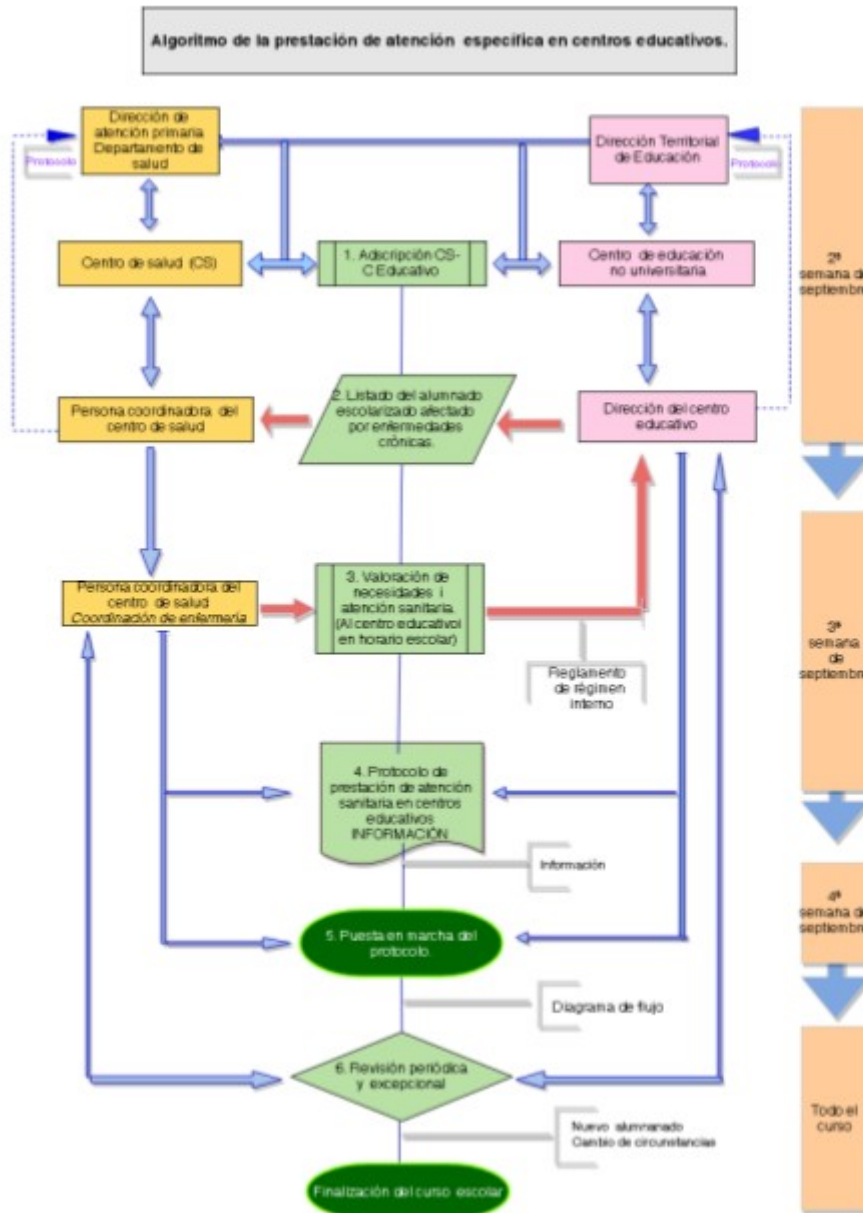 Algoritmo de la prestación de atención específica en centros educativos.
Dirección de
atención primaria
Departamento de
salud
Protocolo
Dirección Territorial
de Educación
Protocolo
Centro de salud (CS)
1. Adscripción CS-
C Educativo
Centro de educación
no universitaria
2ª
semana de
septiembre
Persona coordinadora del
centro de salud
2. Listado del alumnado
escolarizado afectado
por enfermedades
crónicas.
Dirección del centro
educativo
Persona coordinadora del
centro de salud
Coordinación de enfermería
3. Valoración de
necesidades i
atención sanitaria.
(Al centro educativoi
en horario escolar)
Reglamento
de régimen
interno
3ª
semana
de
septiembre
4. Protocolo de
prestación de atención
sanitaria en centros
educativos
INFORMACIÓN
Información
4ª
semana de
septiembre
5. Puesta en marcha del
protocolo.
Diagrama de flujo
6. Revisión periódica
y excepcional
Todo el
curso
Nuevo alumnanado
Cambio de circunstancias
Finalización del curso escolar